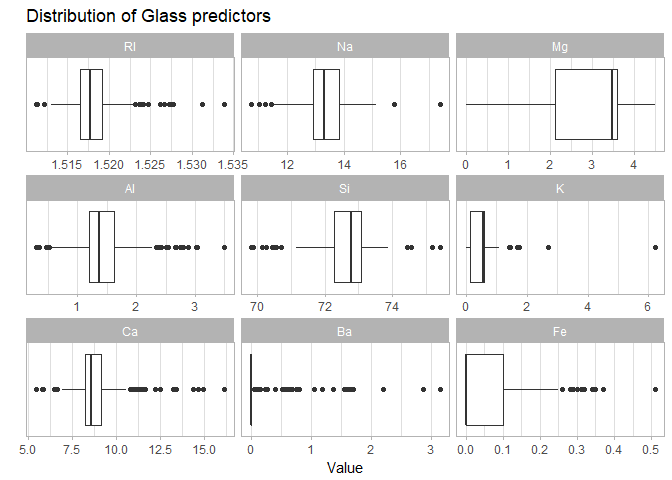 Distribution of Glass predictors
RI Na Mg
1.515 1.520 1.525 1.530 1.535 12 14 16 0 1 2 3 4
Al Si K
1 2 3 70 72 74 0 2 4 6
Ca Ba Fe
5.0 7.5 10.0 12.5 15.0 0 1 2 3 0.0 0.1 0.2 0.3 0.4 0.5
Value